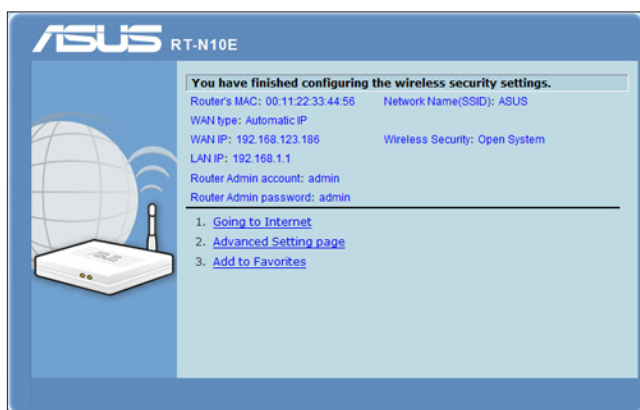 ASUS RT-N10E
You have finished configuring the wireless security settings.
Router's MAC: 00:11:22:33:44:56 Network Name(SSID): ASUS
WAN type: Automatic IP
WAN IP: 192.168.123.186 Wireless Security: Open System
LAN IP: 192.168.1.1
Router Admin account: admin
Router Admin password: admin
1. Going to Internet
2. Advanced Setting page
3. Add to Favorites
ASUS